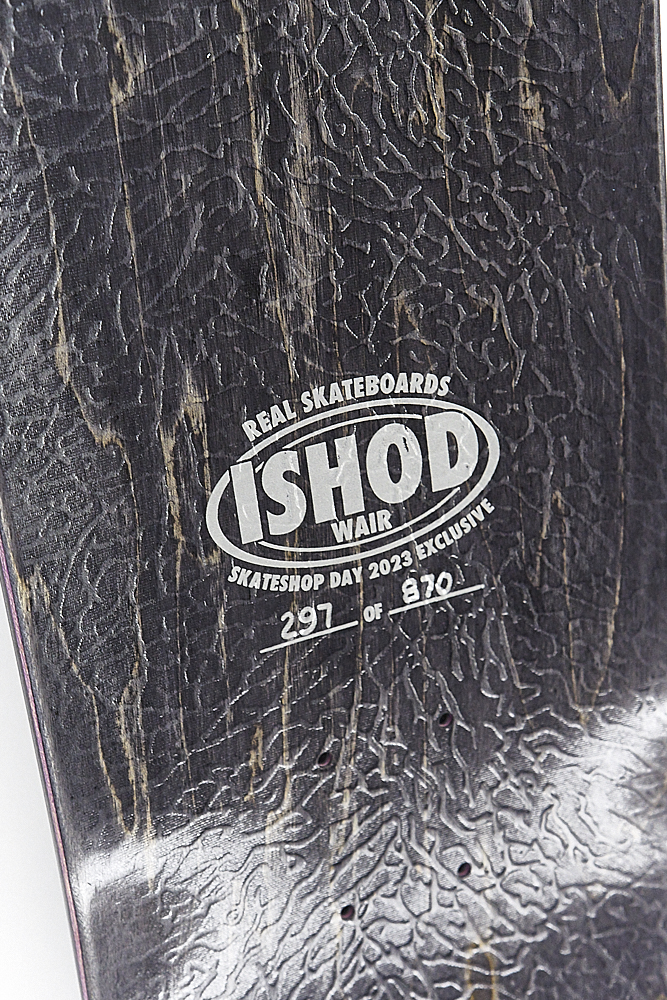 REAL SKATEBOARDS
ISHOD
WAIR
SKATESHOP DAY 2023 EXCLUSIVE
297 OF 870